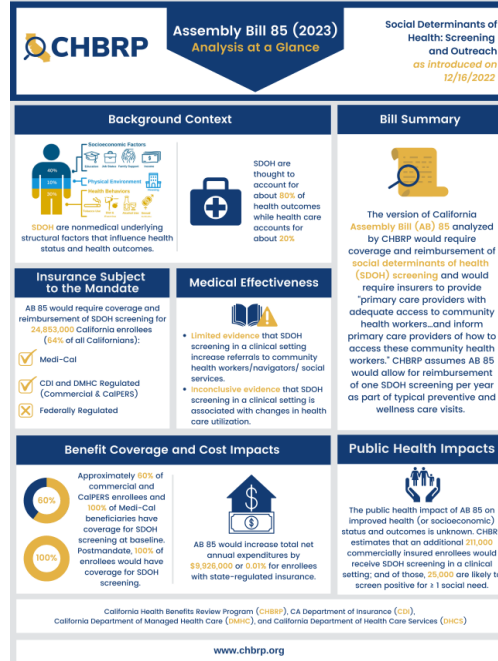 CHBRP
Assembly Bill 85 (2023)
Analysis at a Glance
Social Determinants of
Health: Screening
and Outreach
as introduced on
12/16/2022
Background Context
Socioeconomic Factors
40%
10%
Physical Environment
30%
Health Behaviors
SDOH are nonmedical underlying
structural factors that influence health
status and health outcomes.
SDOH are
thought to
account for
about 80% of
health outcomes
while health care
accounts for
about 20%
Bill Summary
The version of California
Assembly Bill (AB) 85 analyzed
by CHBRP would require
coverage and reimbursement of
social determinants of health
(SDOH) screening and would
require insurers to provide
"primary care providers with
adequate access to community
health workers...and inform
primary care providers of how to
access these community health
workers." CHBRP assumes AB 85
would allow for reimbursement
of one SDOH screening per year
as part of typical preventive and
wellness care visits.
Insurance Subject
to the Mandate
AB 85 would require coverage and
reimbursement of SDOH screening for
24,853,000 California enrollees
(64% of all Californians):
Medi-Cal
CDI and DMHC Regulated
(Commercial & CalPERS)
Federally Regulated
Medical Effectiveness
• Limited evidence that SDOH
screening in a clinical setting
increase referrals to community
health workers/navigators/ social
services.
• Inconclusive evidence that SDOH
screening in a clinical setting is
associated with changes in health
care utilization.
Benefit Coverage and Cost Impacts
60%
100%
Approximately 60% of
commercial and
CalPERS enrollees and
100% of Medi-Cal
beneficiaries have
coverage for SDOH
screening at baseline.
Postmandate, 100% of
enrollees would have
coverage for SDOH
screening.
$
$
AB 85 would increase total net
annual expenditures by
$9,926,000 or 0.01% for enrollees
with state-regulated insurance.
Public Health Impacts
The public health impact of AB 85 on
improved health (or socioeconomic)
status and outcomes is unknown. CHBR
estimates that an additional 211,000
commercially insured enrollees would
receive SDOH screening in a clinical
setting; and of those, 25,000 are likely to
screen positive for ≥ 1 social need.
California Health Benefits Review Program (CHBRP), CA Department of Insurance (CDI),
California Department of Managed Health Care (DMHC), and California Department of Health Care Services (DHCS)
www.chbrp.org